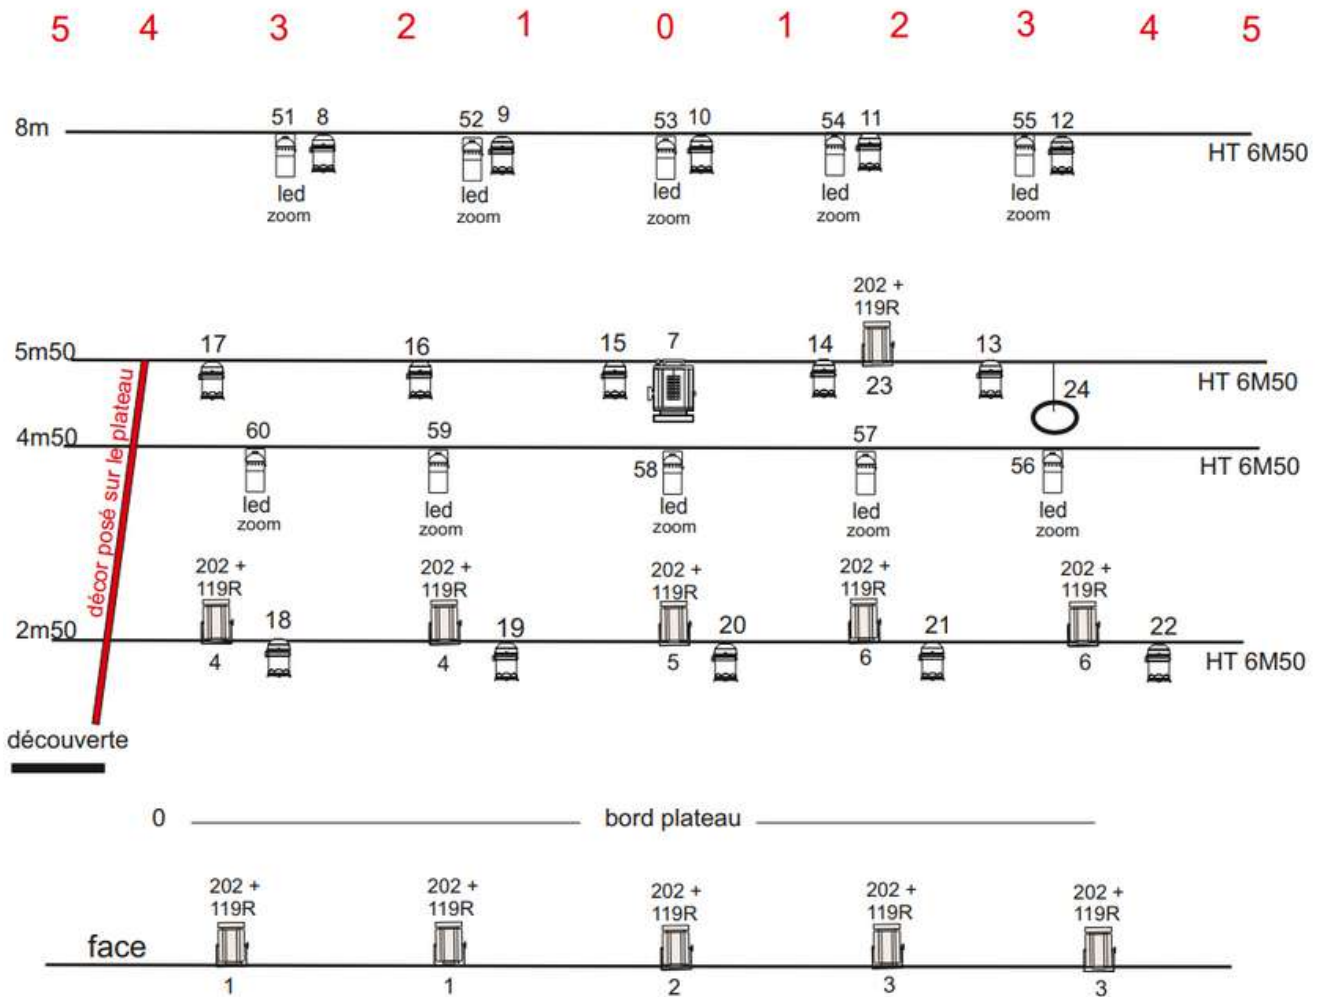 5 4 3 2 1 0 1 2 3 4 5
51 8 52 9 53 10 54 11 55 12
8m
HT 6M50
led led led led led
zoom zoom zoom zoom zoom
202 +
119R
17 16 15 7 14 13
5m50
23 24 HT 6M50
décor posé sur le plateau
60 59 57
4m50
58 56 HT 6M50
led led led led led
zoom zoom zoom zoom zoom
202 + 202 + 202 + 202 + 202 +
119R 119R 119R 119R 119R
18 19 20 21 22
2m50
4 4 5 6 6 HT 6M50
découverte
0 bord plateau
202 + 202 + 202 + 202 + 202 +
119R 119R 119R 119R 119R
face
1 1 2 3 3